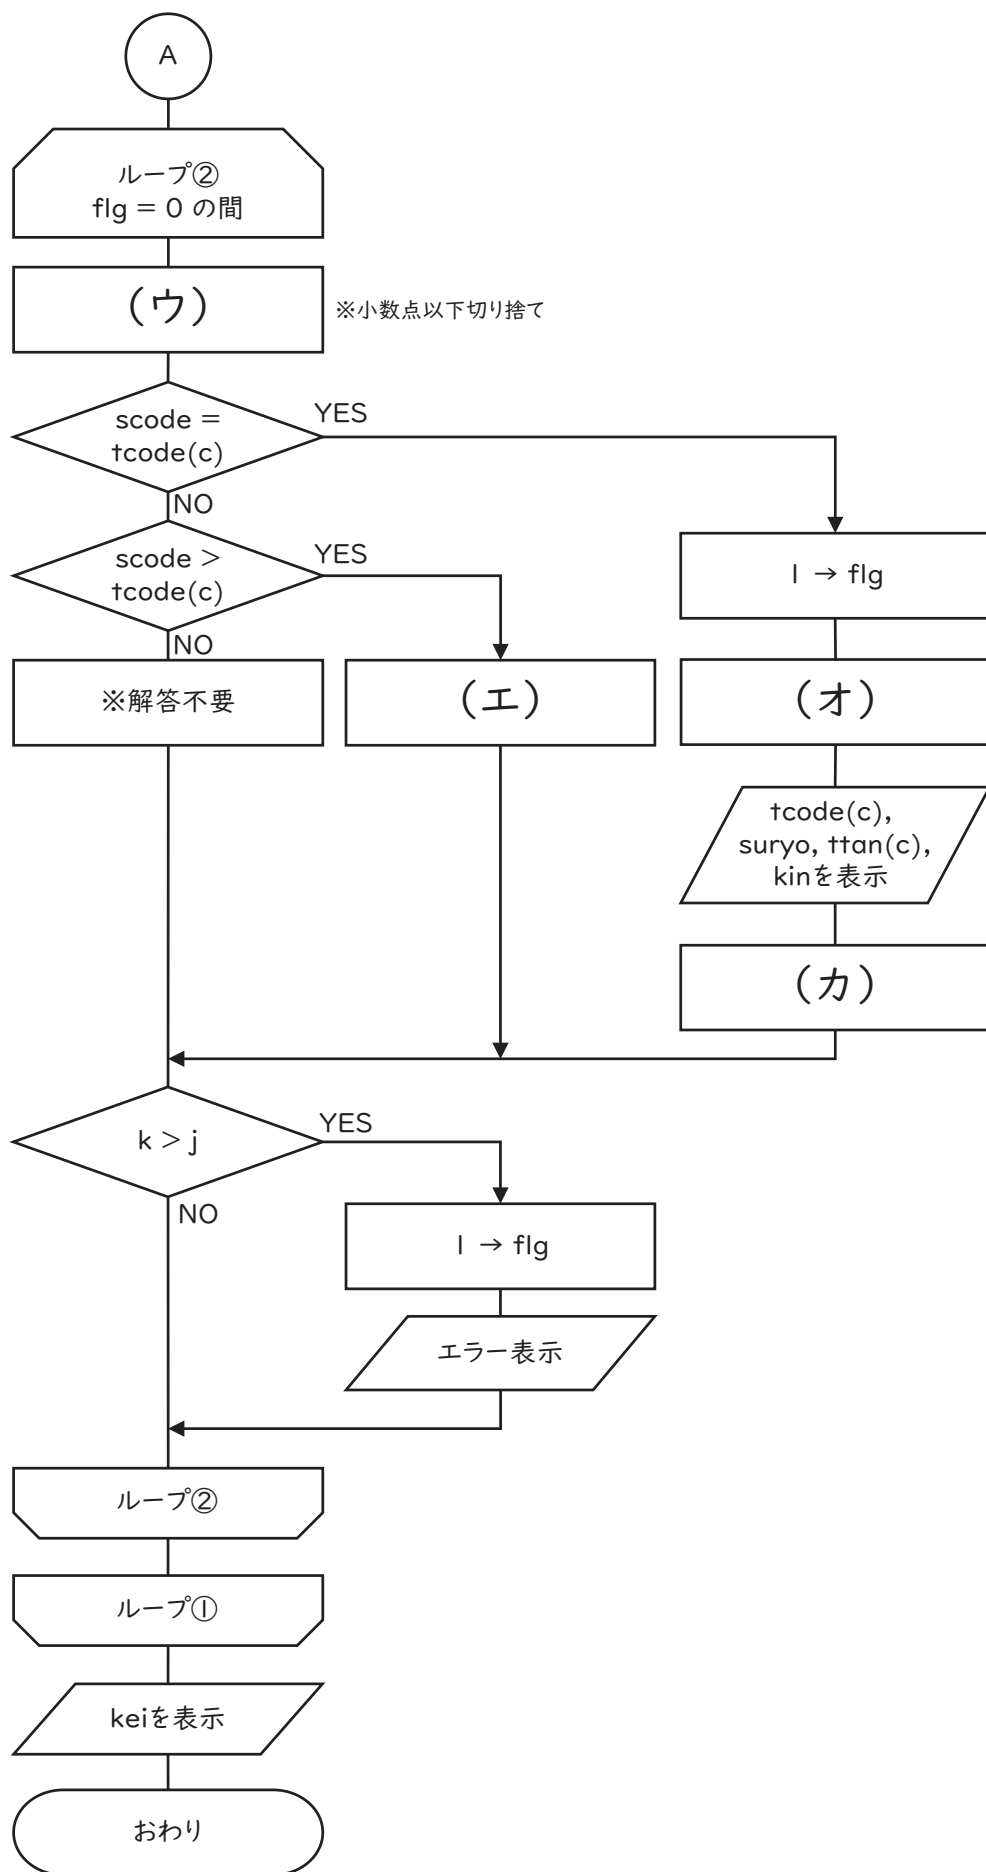 A
ループ②
flg = 0 の間
(ウ)
※小数点以下切り捨て
scode =
tcode(c)
YES
NO
scode >
tcode(c)
YES
NO
1 → flg
※解答不要
(エ)
(オ)
tcode(c),
suryo, ttan(c),
kinを表示
(カ)
k > j
YES
NO
1 → flg
エラー表示
ループ②
ループ①
keiを表示
おわり